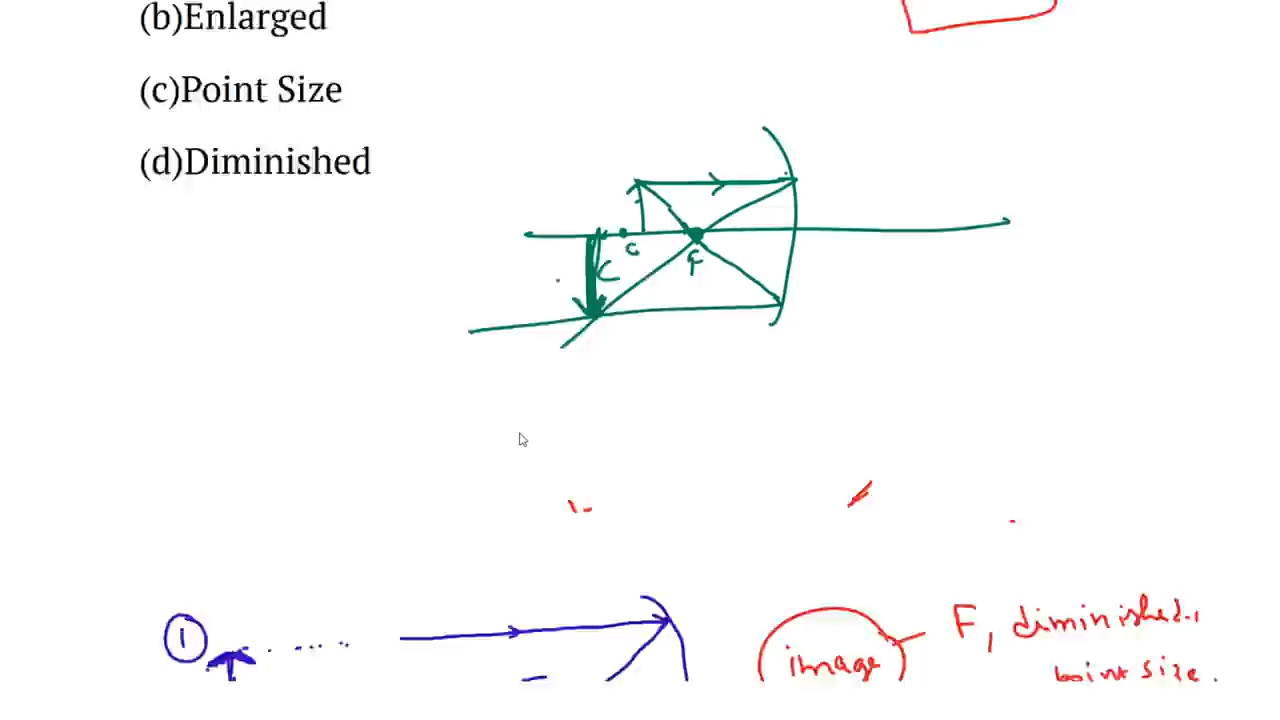 (b)Enlarged
(c)Point Size
(d)Diminished
C
C
F
1
image
F, diminished,
point size.